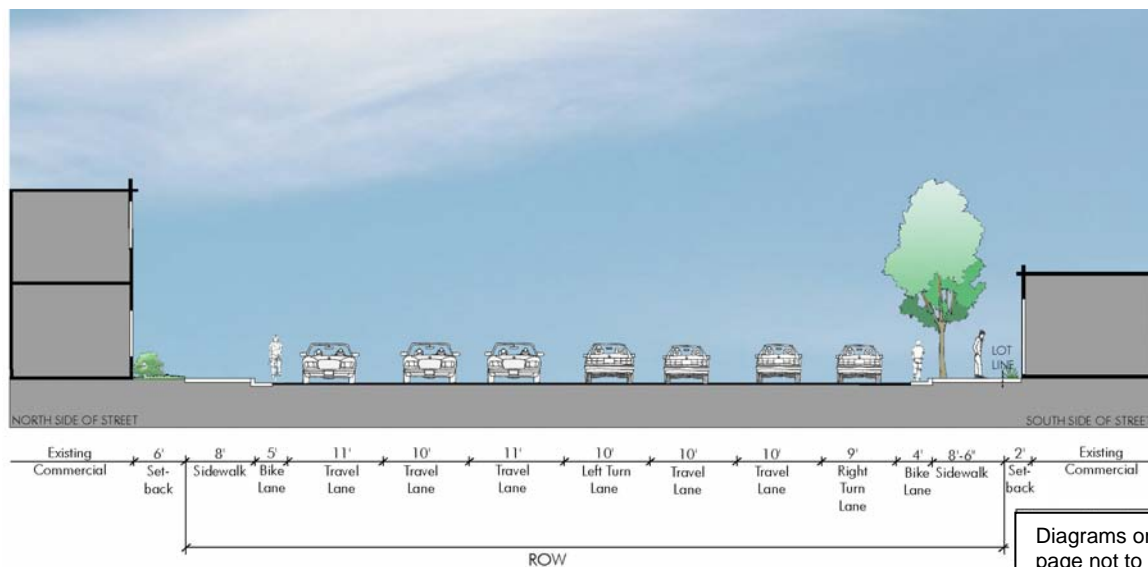 LOT
LINE
NORTH SIDE OF STREET
SOUTH SIDE OF STREET
Existing 6' 8' 5' 11' 10' 11' 10' 10' 10' 9' 4' 8'-6" 2' Existing
Commercial Set- Sidewalk Bike Travel Travel Travel Left Turn Travel Travel Right Bike Sidewalk Set- Commercial
back Lane Lane Lane Lane Lane Lane Lane Turn Lane back
Lane
ROW
Diagrams on
page not to